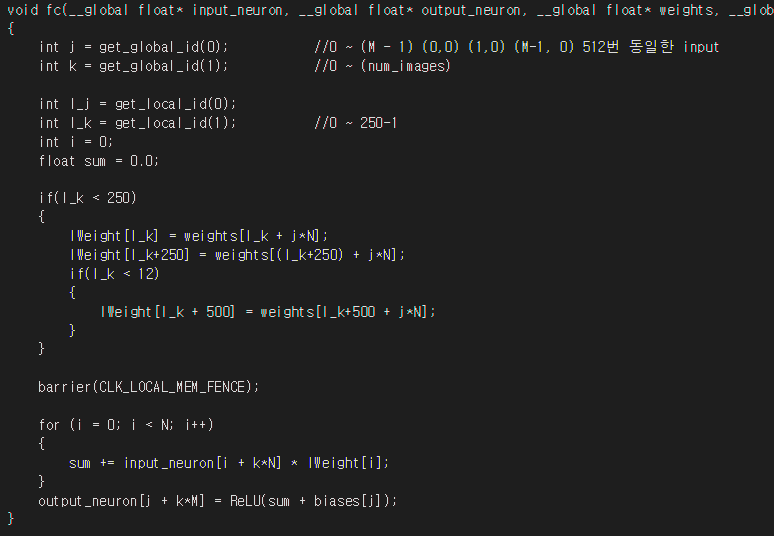 void fc(__global float* input_neuron, __global float* output_neuron, __global float* weights, __glob
{
int j = get_global_id(0); //0 ~ (M - 1) (0,0) (1,0) (M-1, 0) 512번 동일한 input
int k = get_global_id(1); //0 ~ (num_images)
int l_j = get_local_id(0);
int l_k = get_local_id(1); //0 ~ 250-1
int i = 0;
float sum = 0.0;
if(l_k < 250)
{
lWeight[l_k] = weights[l_k + j*N];
lWeight[l_k+250] = weights[(l_k+250) + j*N];
if(l_k < 12)
{
lWeight[l_k + 500] = weights[l_k+500 + j*N];
}
}
barrier(CLK_LOCAL_MEM_FENCE);
for (i = 0; i < N; i++)
{
sum += input_neuron[i + k*N] * lWeight[i];
}
output_neuron[j + k*M] = ReLU(sum + biases[j]);
}